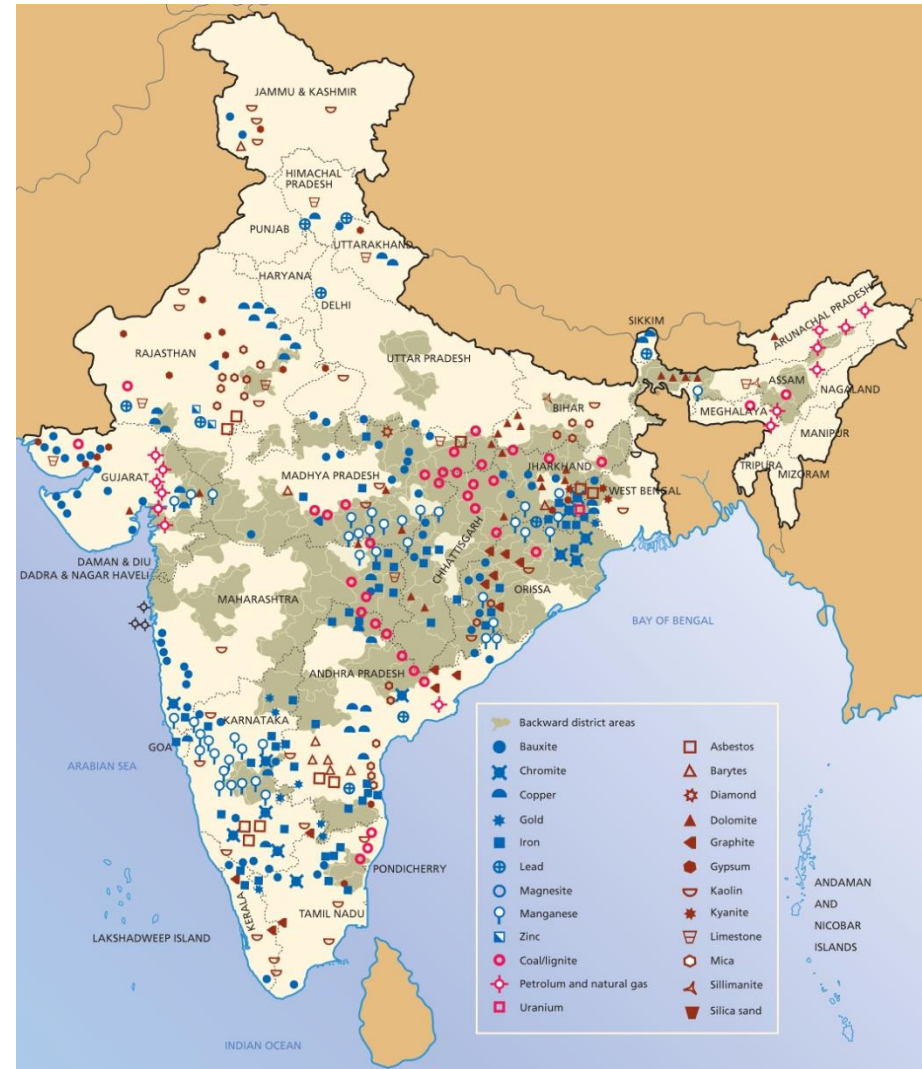 JAMMU & KASHMIR
HIMACHAL
PRADESH
PUNJAB
UTTARAKHAND
HARYANA
DELHI
SIKKIM
ARUNACHAL PRADESH
RAJASTHAN
UTTAR PRADESH
ASSAM
NAGALAND
BIHAR
MEGHALAYA
MANIPUR
GUJARAT
MADHYA PRADESH
JHARKHAND
TRIPURA
MIZORAM
WEST BENGAL
CHHATTISGARH
DAMAN & DIU
DADRA & NAGAR HAVELI
ORISSA
MAHARASHTRA
BAY OF BENGAL
ANDHRA PRADESH
KARNATAKA
GOA
ARABIAN SEA
PONDICHERRY
KERALA
TAMIL NADU
LAKSHADWEEP ISLAND
ANDAMAN
AND
NICOBAR
ISLANDS
INDIAN OCEAN
Backward district areas
Bauxite
Chromite
Copper
Gold
Iron
Lead
Magnesite
Manganese
Zinc
Coal/lignite
Petrolum and natural gas
Uranium
Asbestos
Barytes
Diamond
Dolomite
Graphite
Gypsum
Kaolin
Kyanite
Limestone
Mica
Sillimanite
Silica sand